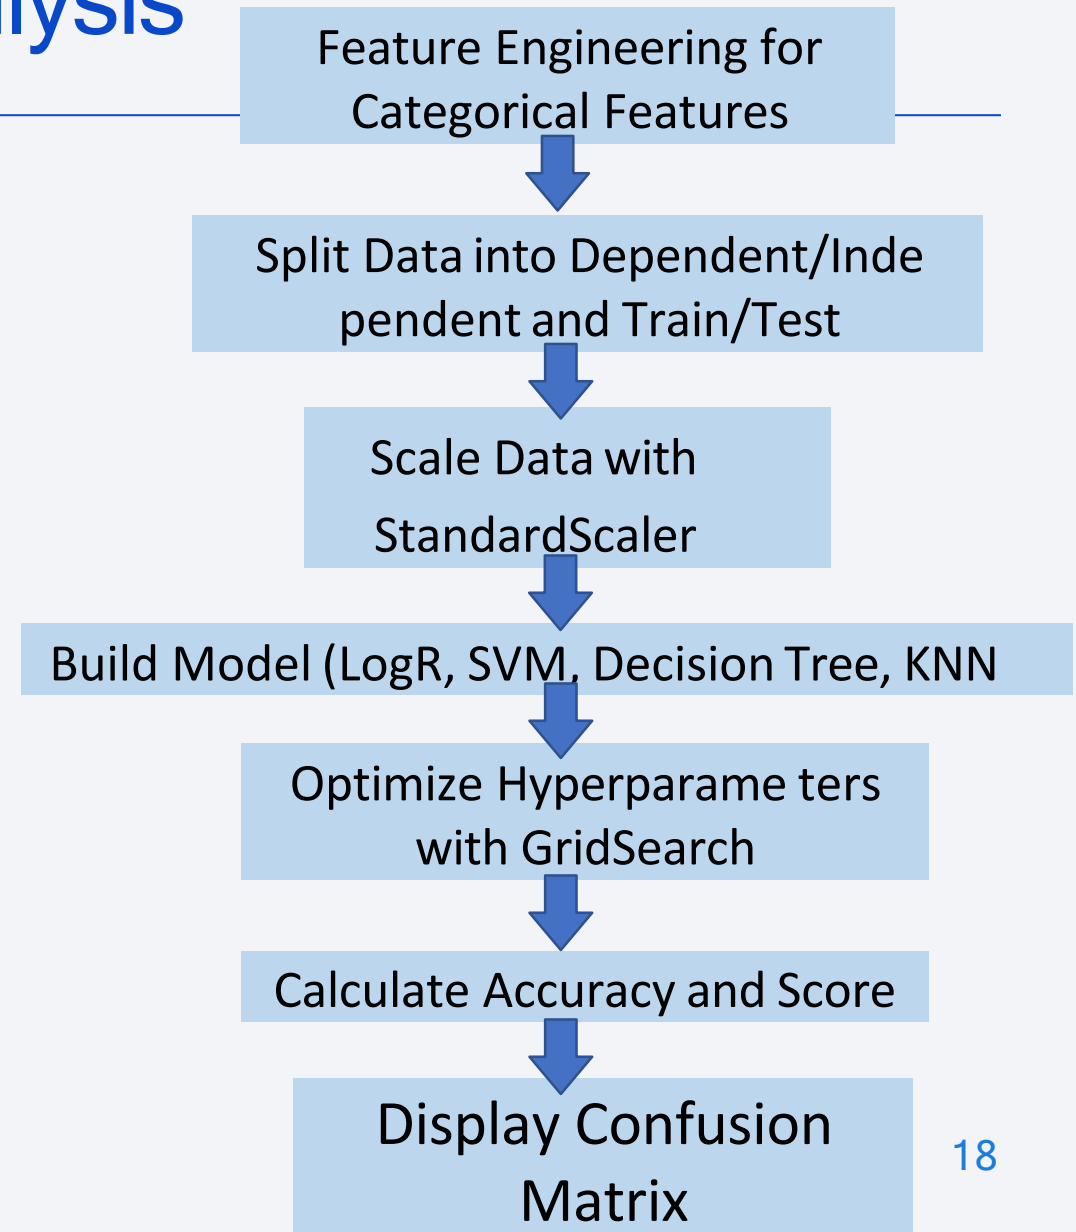 lysis
Feature Engineering for
Categorical Features
Split Data into Dependent/Inde
pendent and Train/Test
Scale Data with
StandardScaler
Build Model (LogR, SVM, Decision Tree, KNN
Optimize Hyperparame ters
with GridSearch
Calculate Accuracy and Score
Display Confusion
Matrix
18